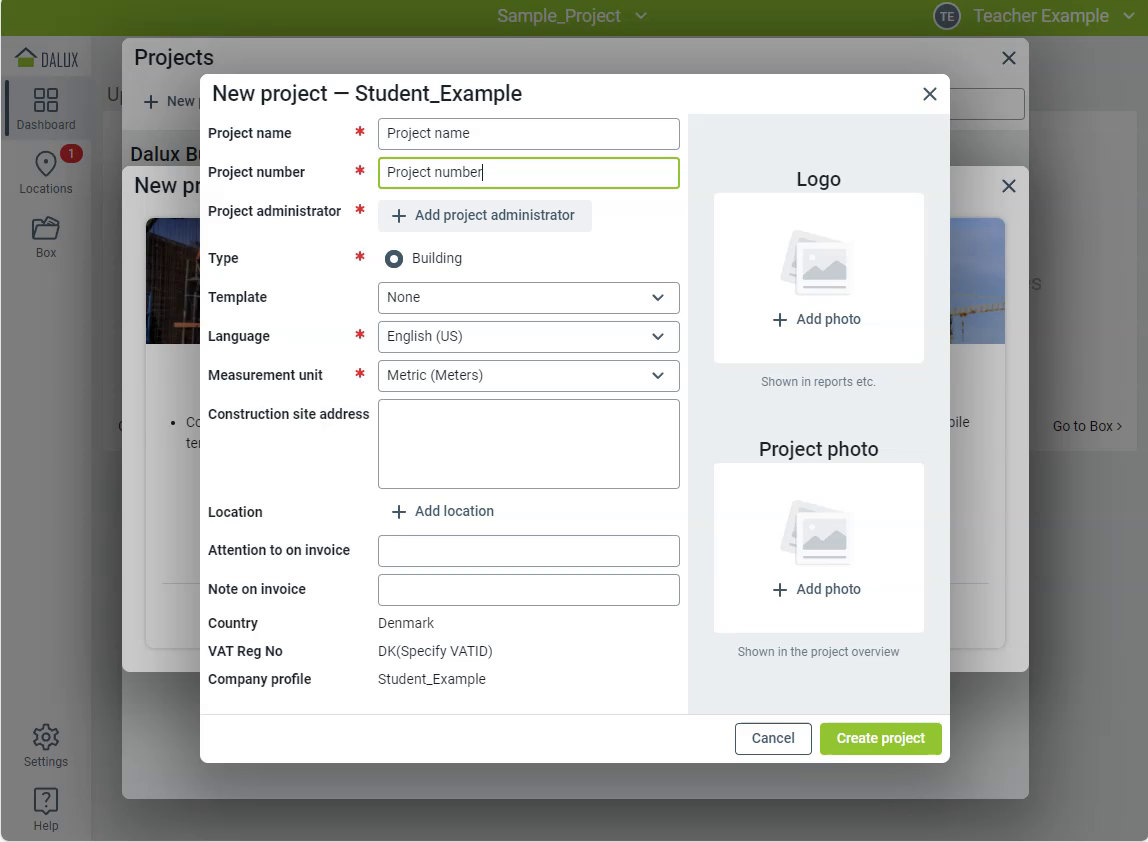 Sample_Project
TE Teacher Example
DALUX
Dashboard
1
Locations
Box
Settings
Help
Projects
New
Dalux
New
Go to Box
New project — Student_Example
Project name * Project name
Project number * Project number
Project administrator * Add project administrator
Type * Building
Template None
Language * English (US)
Measurement unit * Metric (Meters)
Construction site address
Location Add location
Attention to on invoice
Note on invoice
Country Denmark
VAT Reg No DK(Specify VATID)
Company profile Student_Example
Logo
Add photo
Shown in reports etc.
Project photo
Add photo
Shown in the project overview
Cancel Create project